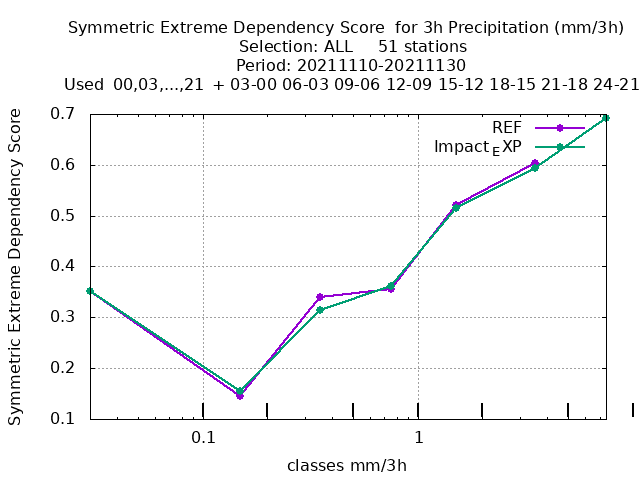 Symmetric Extreme Dependency Score  for 3h Precipitation (mm/3h)
Selection: ALL     51 stations
Period: 20211110-20211130
Used  00,03,...,21  + 03-00 06-03 09-06 12-09 15-12 18-15 21-18 24-21
Symmetric Extreme Dependency Score
0.7
0.6
0.5
0.4
0.3
0.2
0.1
REF
Impact_EXP
0.1
1
classes mm/3h